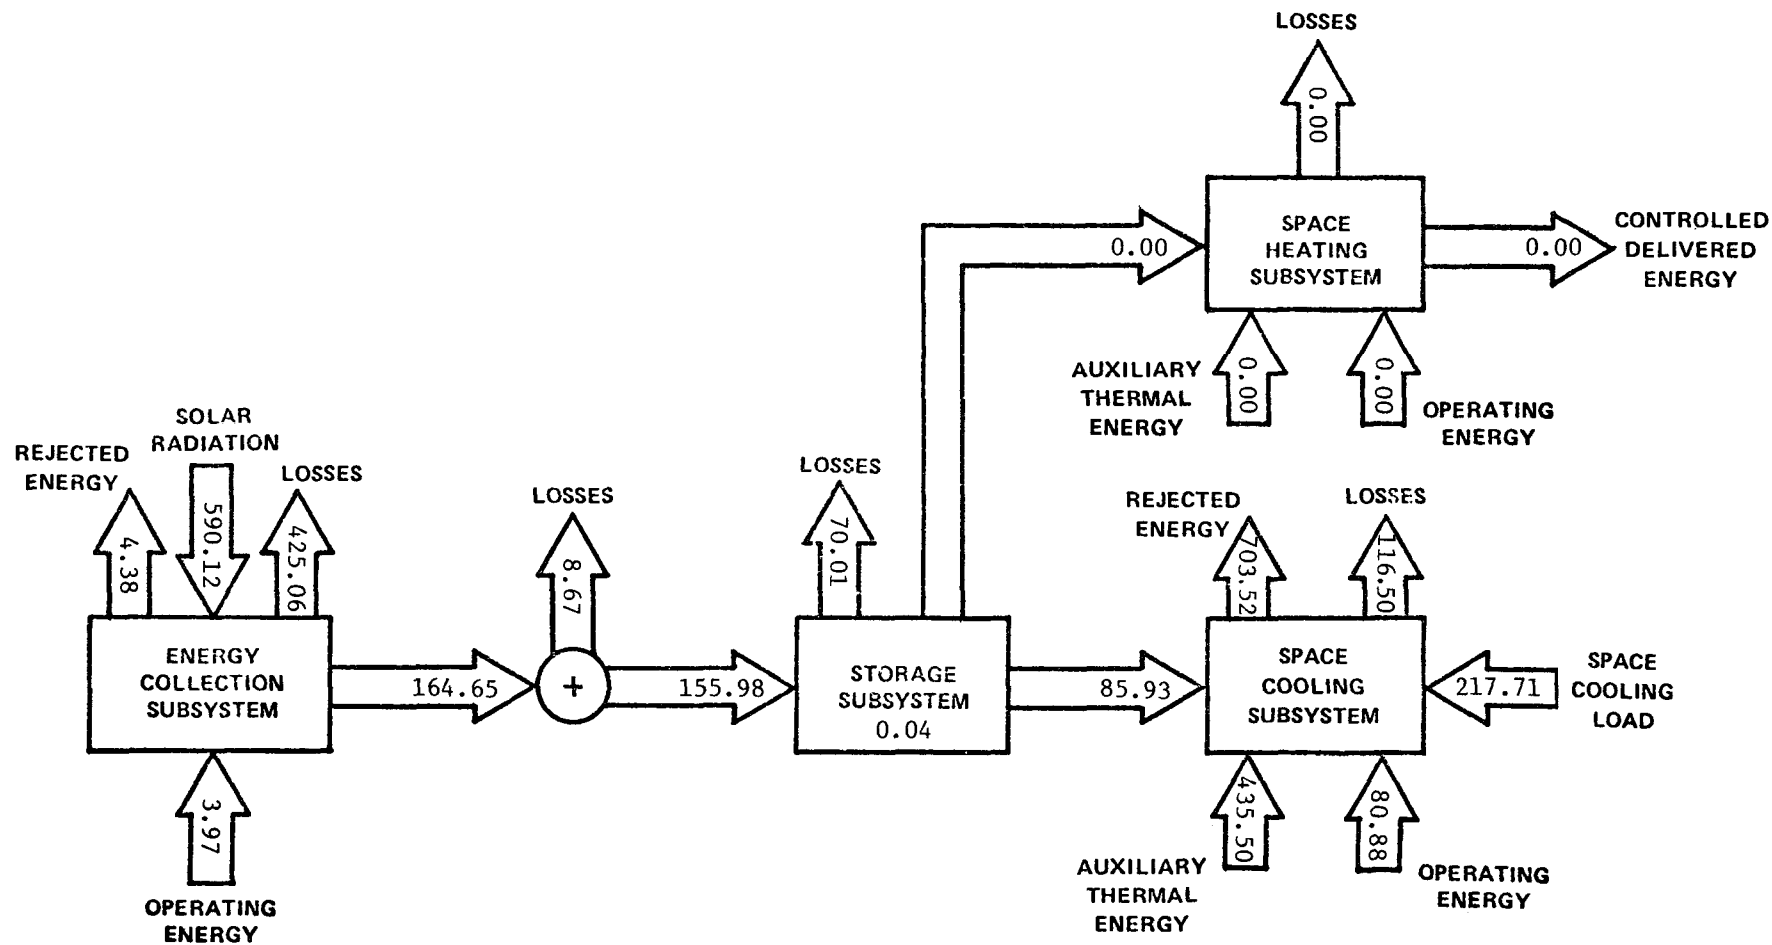 LOSSES
0.00
SPACE
HEATING
SUBSYSTEM
0.00
0.00
CONTROLLED
DELIVERED
ENERGY
AUXILIARY
THERMAL
ENERGY
0.00
0.00
OPERATING
ENERGY
REJECTED
ENERGY
4.38
SOLAR
RADIATION
590.12
LOSSES
425.06
ENERGY
COLLECTION
SUBSYSTEM
3.97
OPERATING
ENERGY
164.65
LOSSES
8.67
+
155.98
LOSSES
70.01
STORAGE
SUBSYSTEM
0.04
85.93
REJECTED
ENERGY
703.52
LOSSES
116.50
SPACE
COOLING
SUBSYSTEM
217.71
SPACE
COOLING
LOAD
AUXILIARY
THERMAL
ENERGY
435.50
80.88
OPERATING
ENERGY